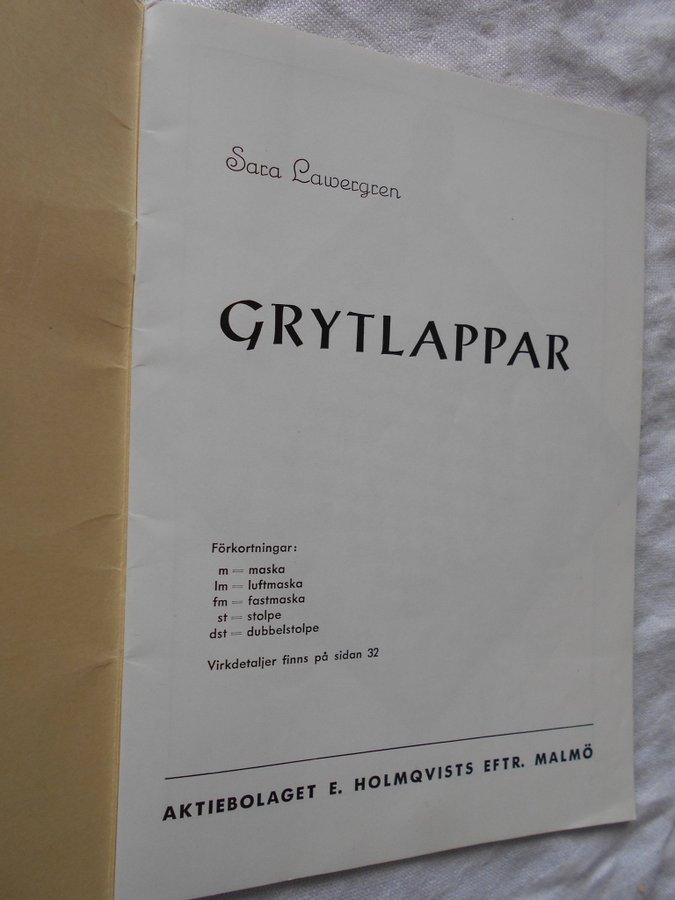 Sara Lawergren
GRYTLAPPAR
Förkortningar:
m = maska
lm = luftmaska
fm = fastmaska
st = stolpe
dst = dubbelstolpe
Virkdetaljer finns på sidan 32
AKTIEBOLAGET E. HOLMQVISTS EFTR. MALMÖ